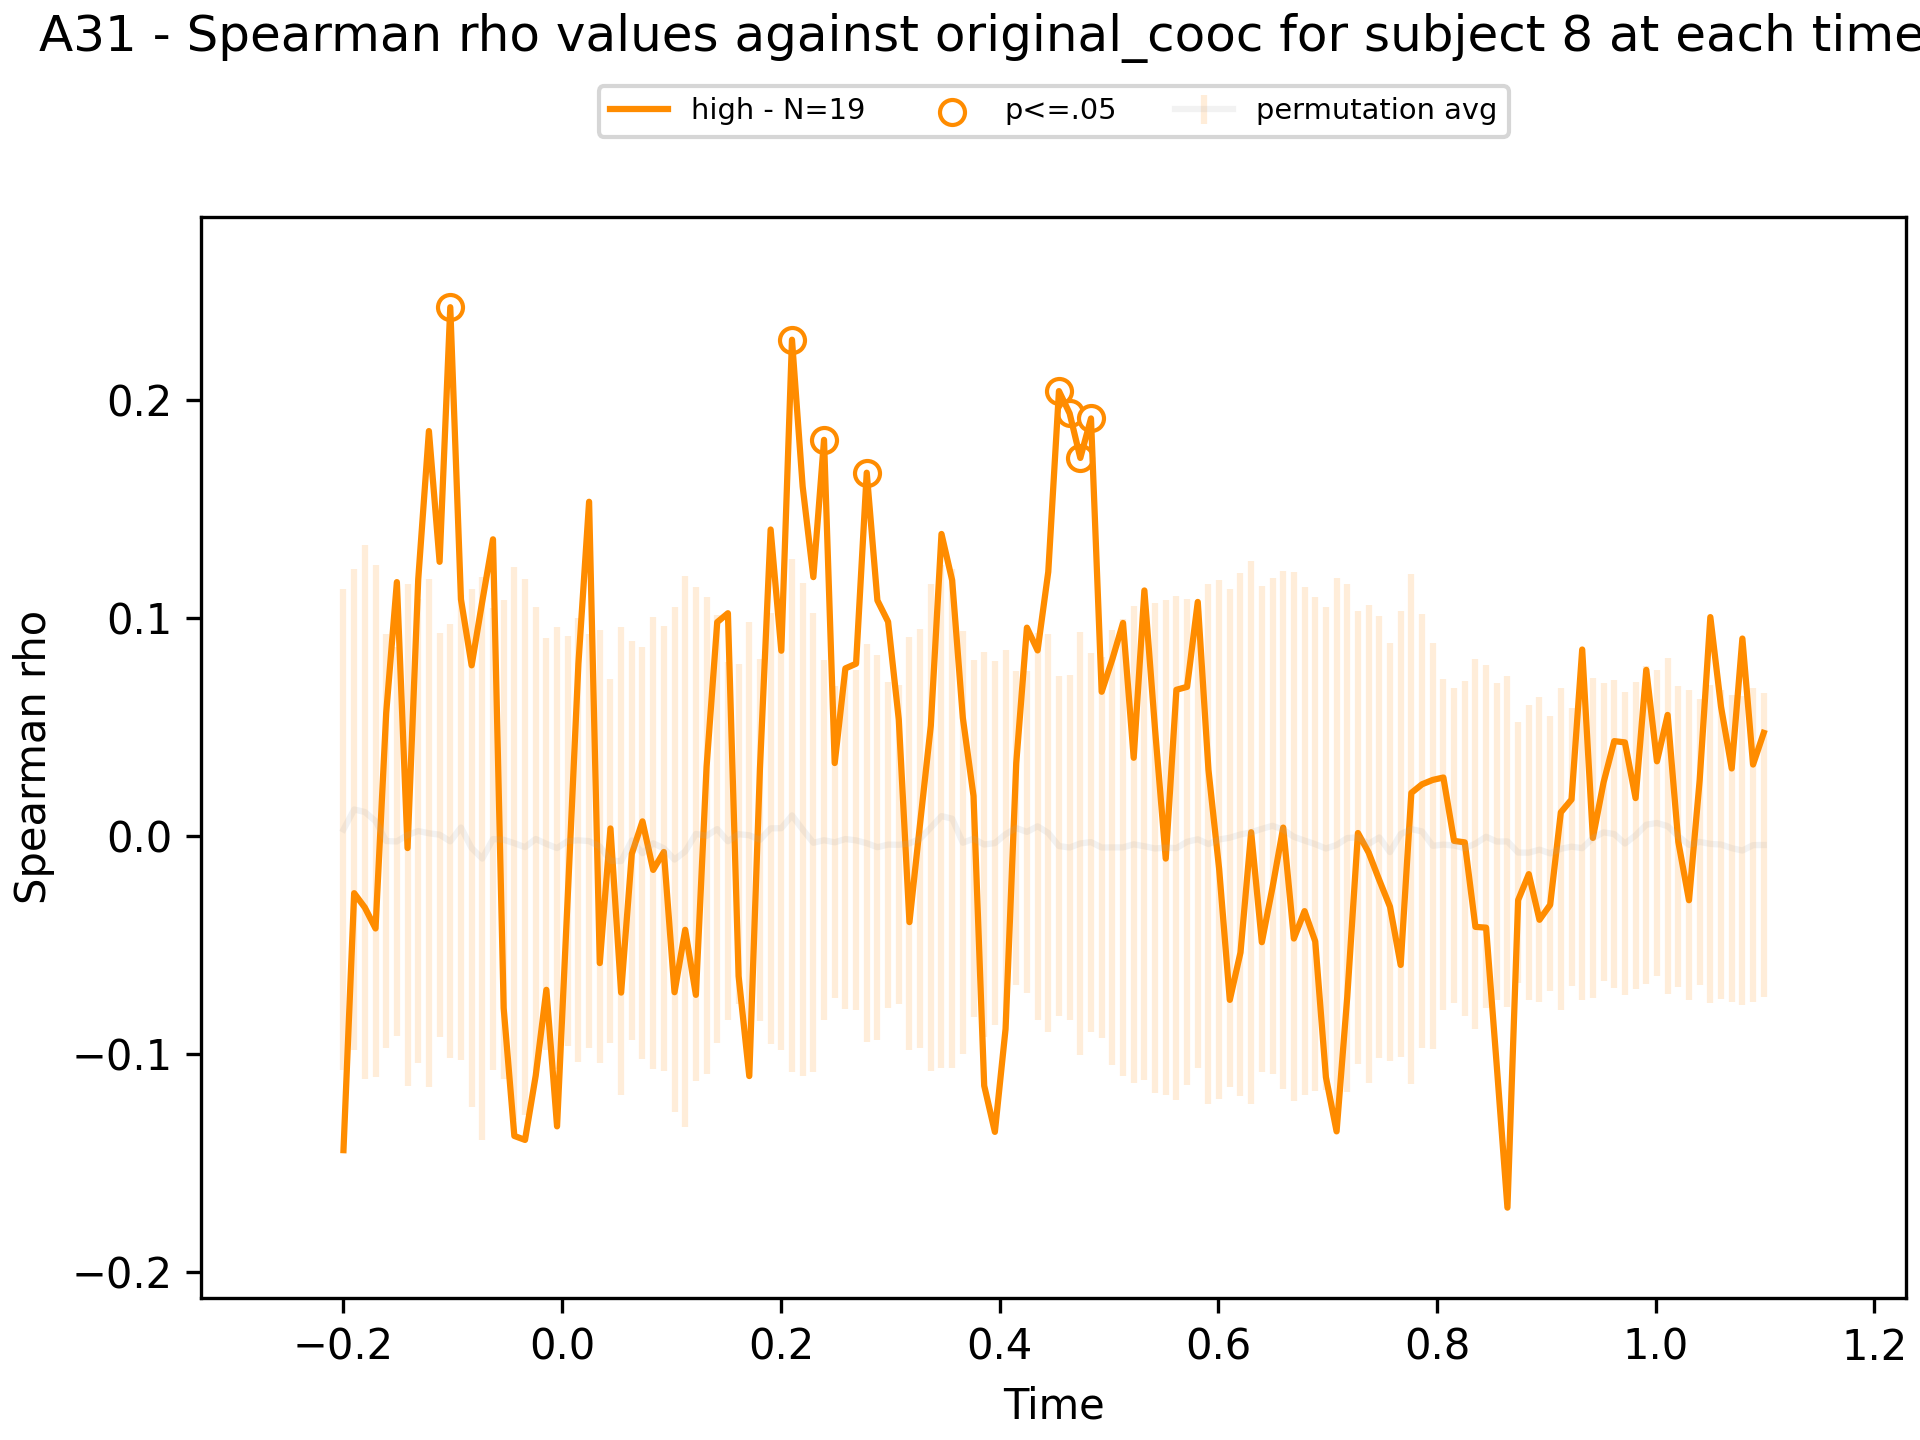 A31 - Spearman rho values against original_cooc for subject 8 at each time
high - N=19 p<=.05 permutation avg
Spearman rho
0.2
0.1
0.0
−0.1
−0.2
−0.2 0.0 0.2 0.4 0.6 0.8 1.0 1.2
Time